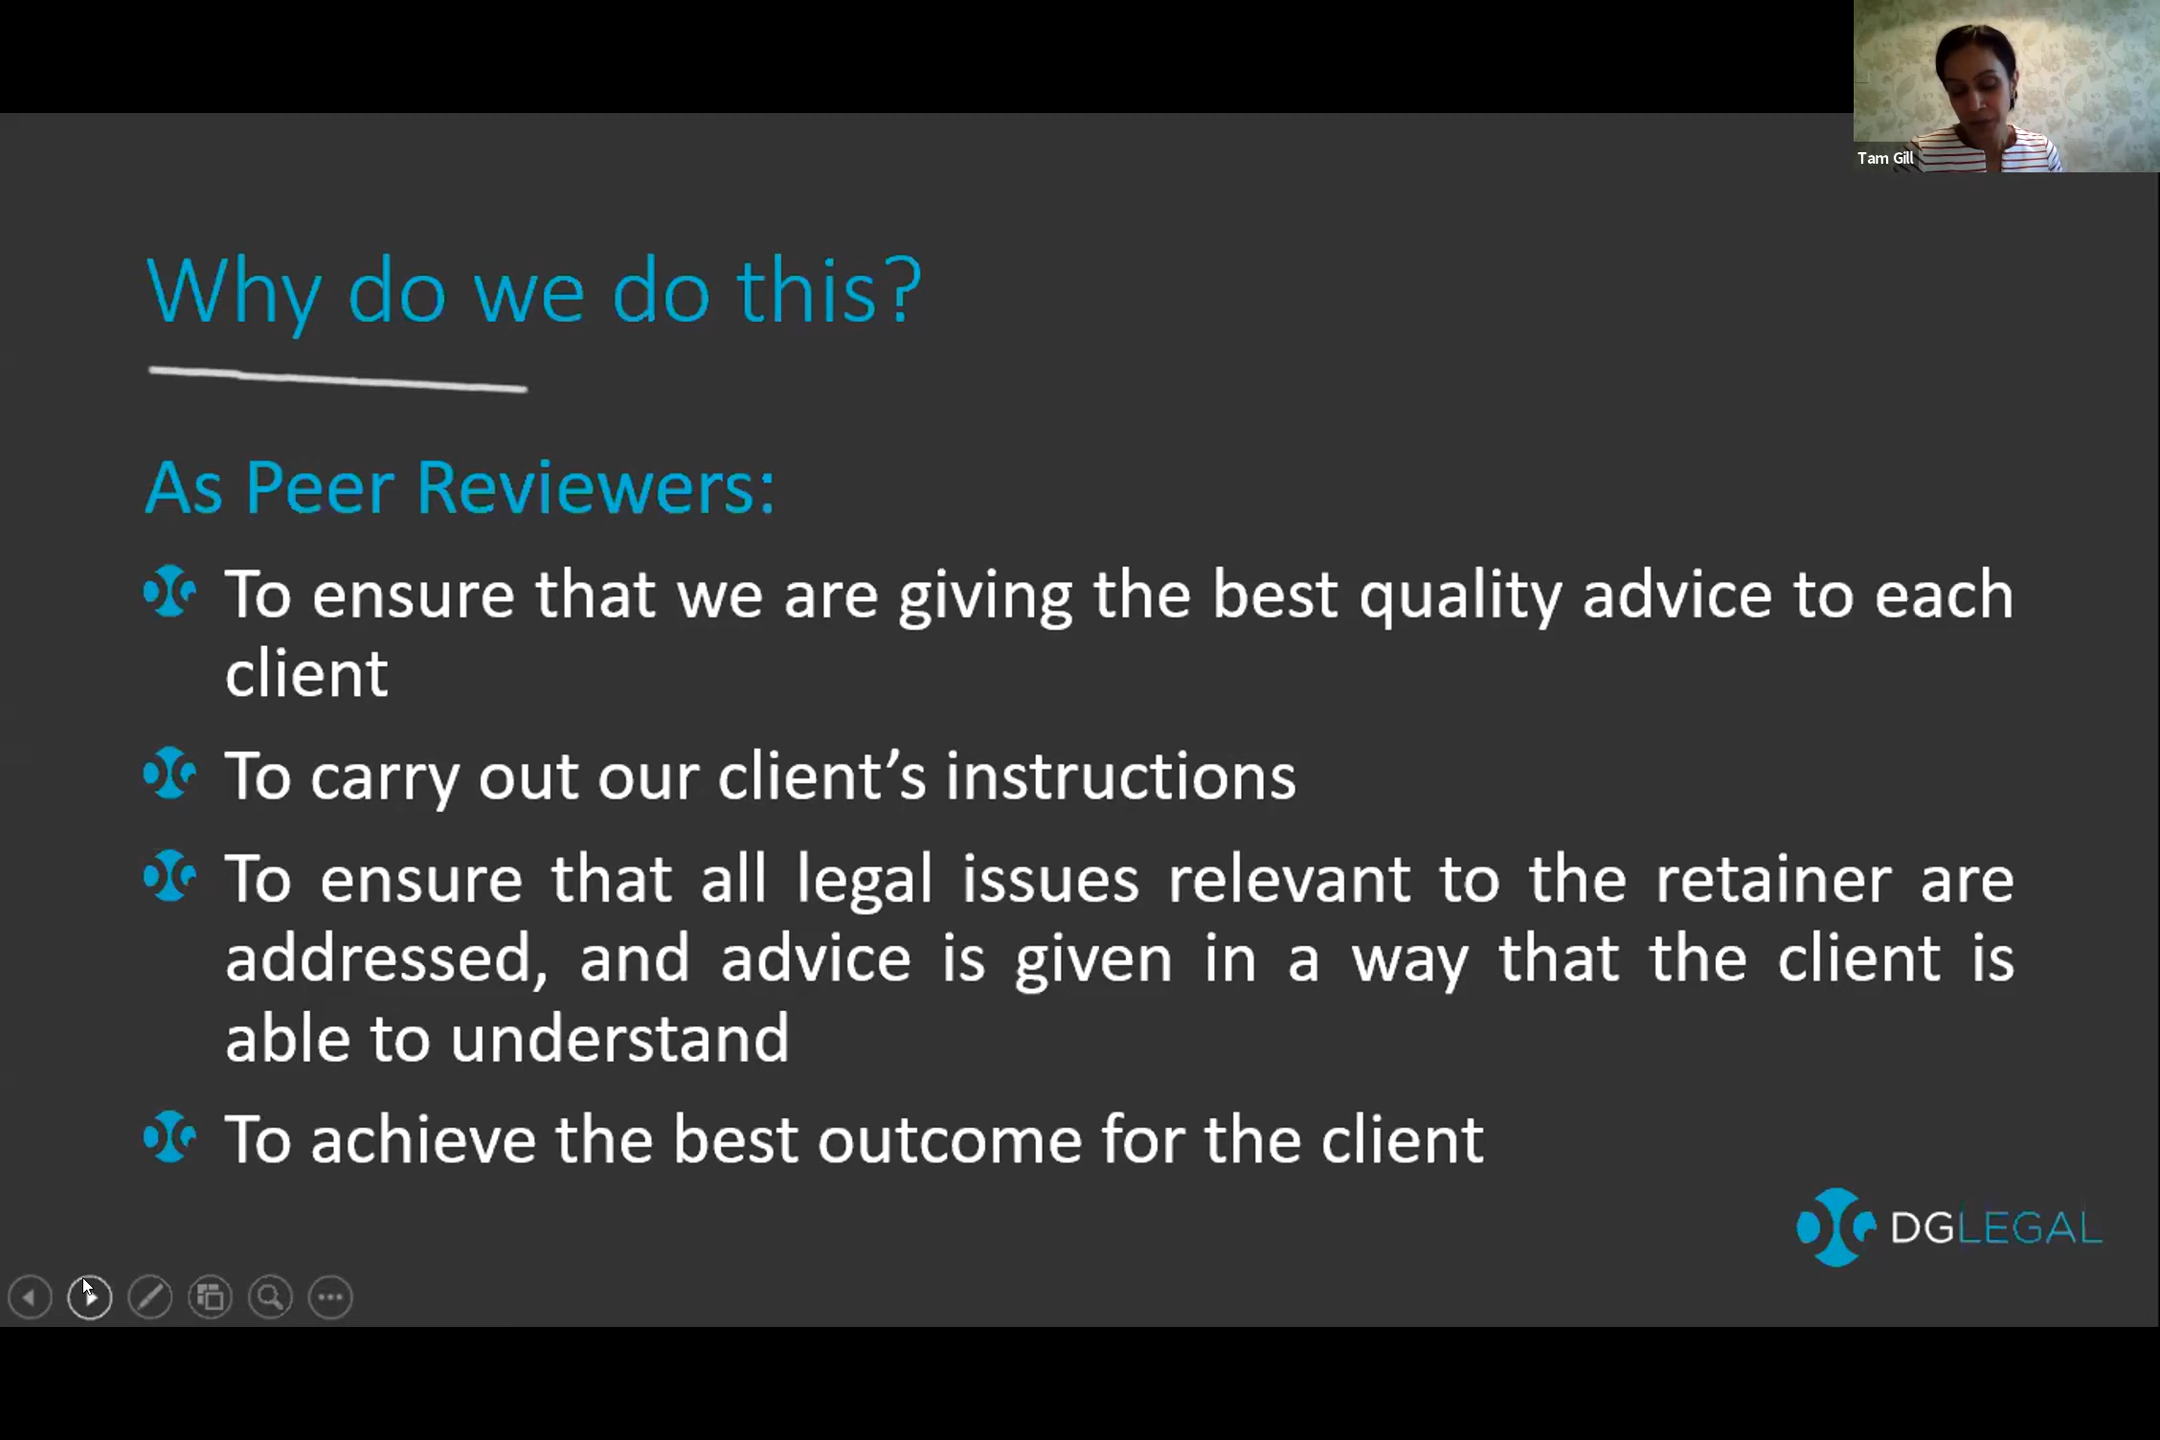 Tam Gill
Why do we do this?
As Peer Reviewers:
To ensure that we are giving the best quality advice to each
client
To carry out our client’s instructions
To ensure that all legal issues relevant to the retainer are
addressed, and advice is given in a way that the client is
able to understand
To achieve the best outcome for the client
DGLEGAL